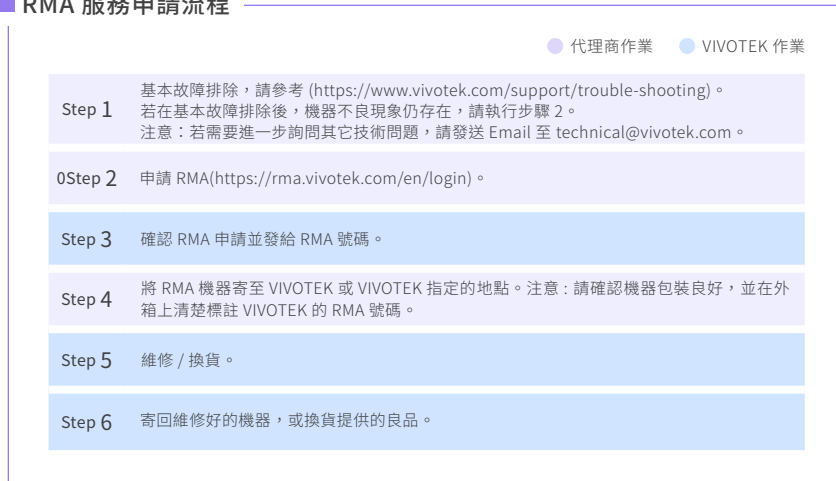 RMA 服務申請流程
代理商作業 VIVOTEK 作業
Step 1
基本故障排除，請參考 (https://www.vivotek.com/support/trouble-shooting)。
若在基本故障排除後，機器不良現象仍存在，請執行步驟 2。
注意：若需要進一步詢問其它技術問題，請發送 Email 至 technical@vivotek.com。
0Step 2 申請 RMA(https://rma.vivotek.com/en/login)。
Step 3 確認 RMA 申請並發給 RMA 號碼。
Step 4
將 RMA 機器寄至 VIVOTEK 或 VIVOTEK 指定的地點。注意 : 請確認機器包裝良好，並在外
箱上清楚標註 VIVOTEK 的 RMA 號碼。
Step 5 維修 / 換貨。
Step 6 寄回維修好的機器，或換貨提供的良品。